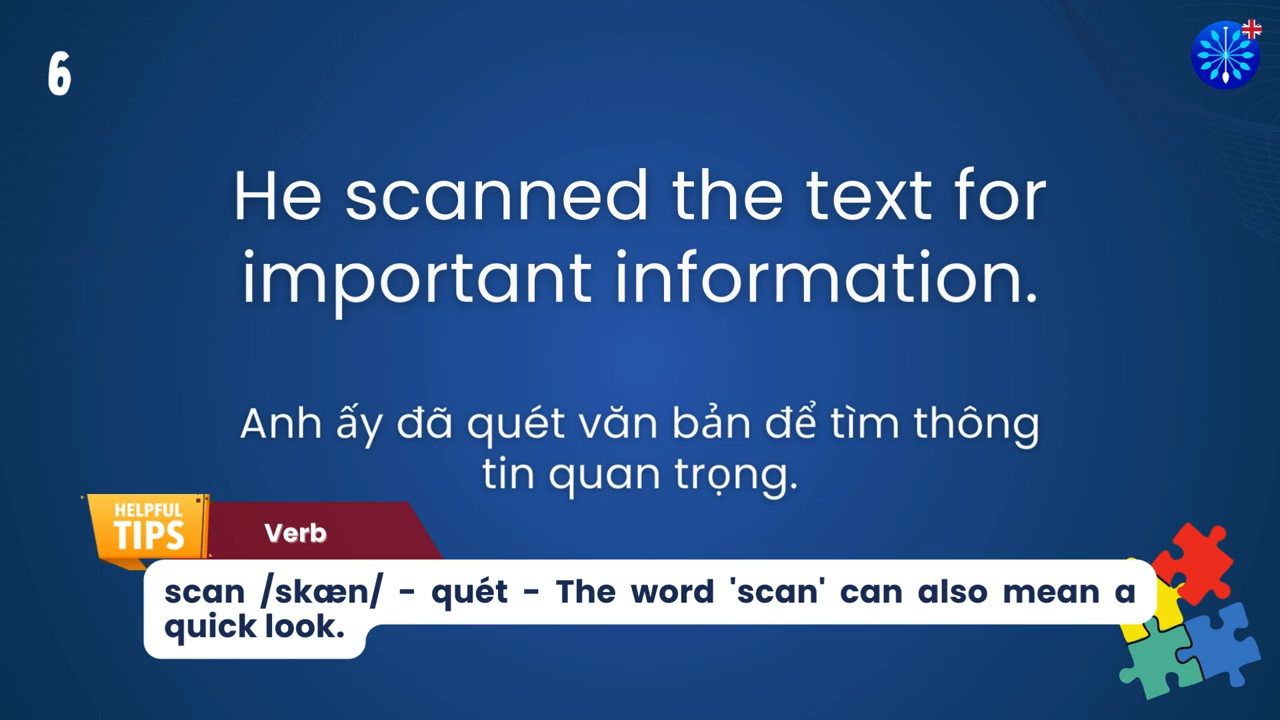 6
He scanned the text for
important information.
Anh ấy đã quét văn bản để tìm thông
tin quan trọng.
HELPFUL
TIPS
Verb
scan /skæn/ - quét - The word 'scan' can also mean a
quick look.